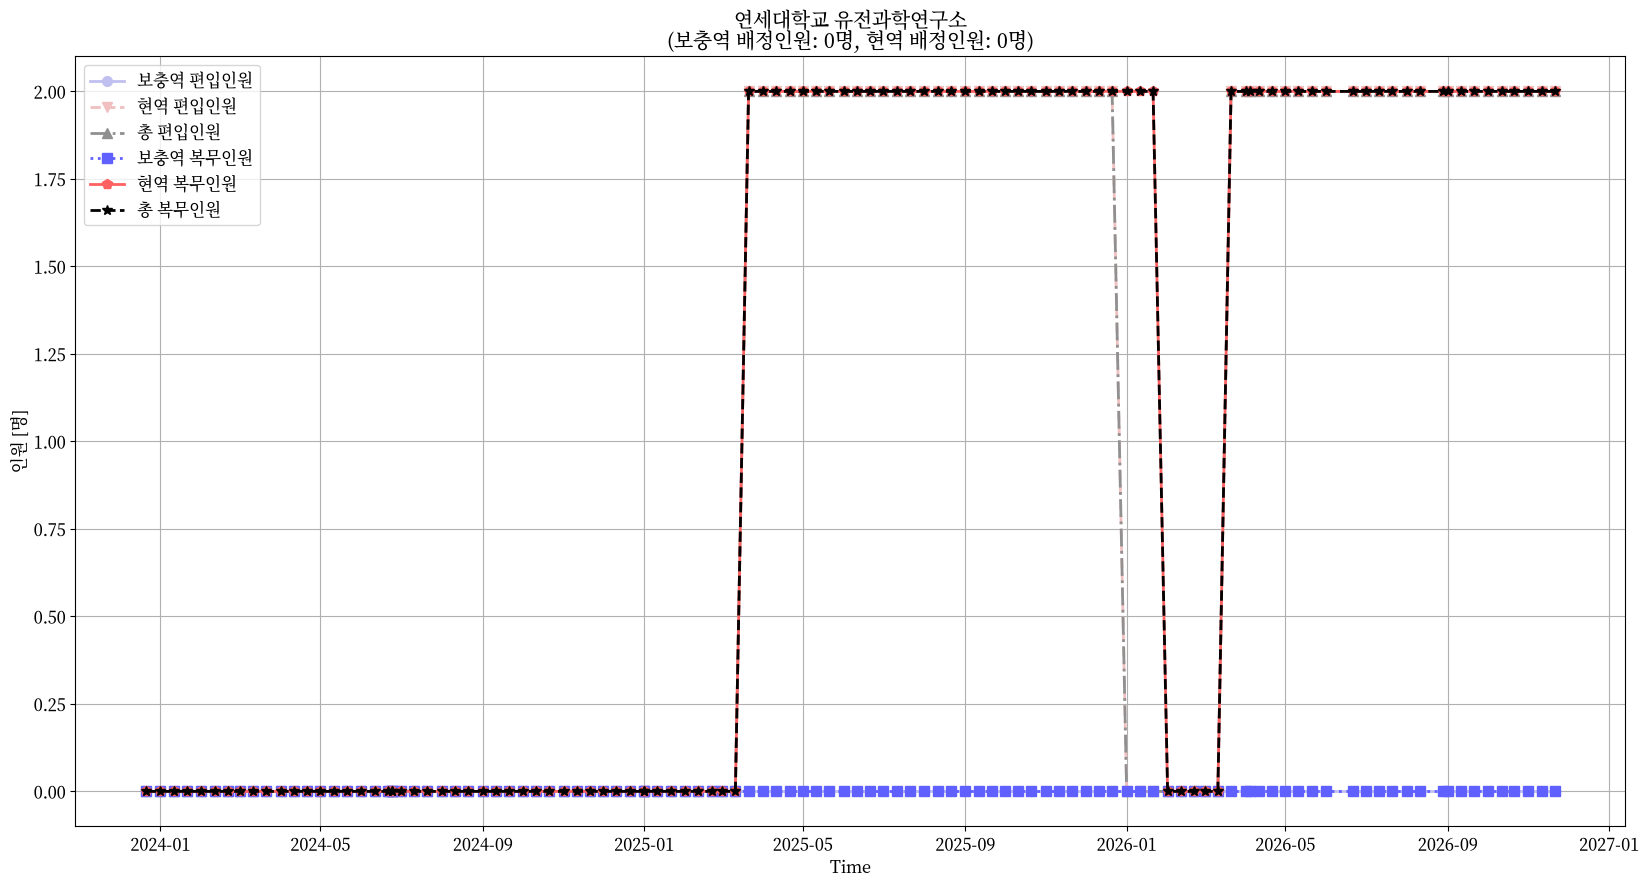 연세대학교 유전과학연구소
(보충역 배정인원: 0명, 현역 배정인원: 0명)
보충역 편입인원
현역 편입인원
총 편입인원
보충역 복무인원
현역 복무인원
총 복무인원
인원 [명]
2.00
1.75
1.50
1.25
1.00
0.75
0.50
0.25
0.00
2024-01
2024-05
2024-09
2025-01
2025-05
2025-09
2026-01
2026-05
2026-09
2027-01
Time